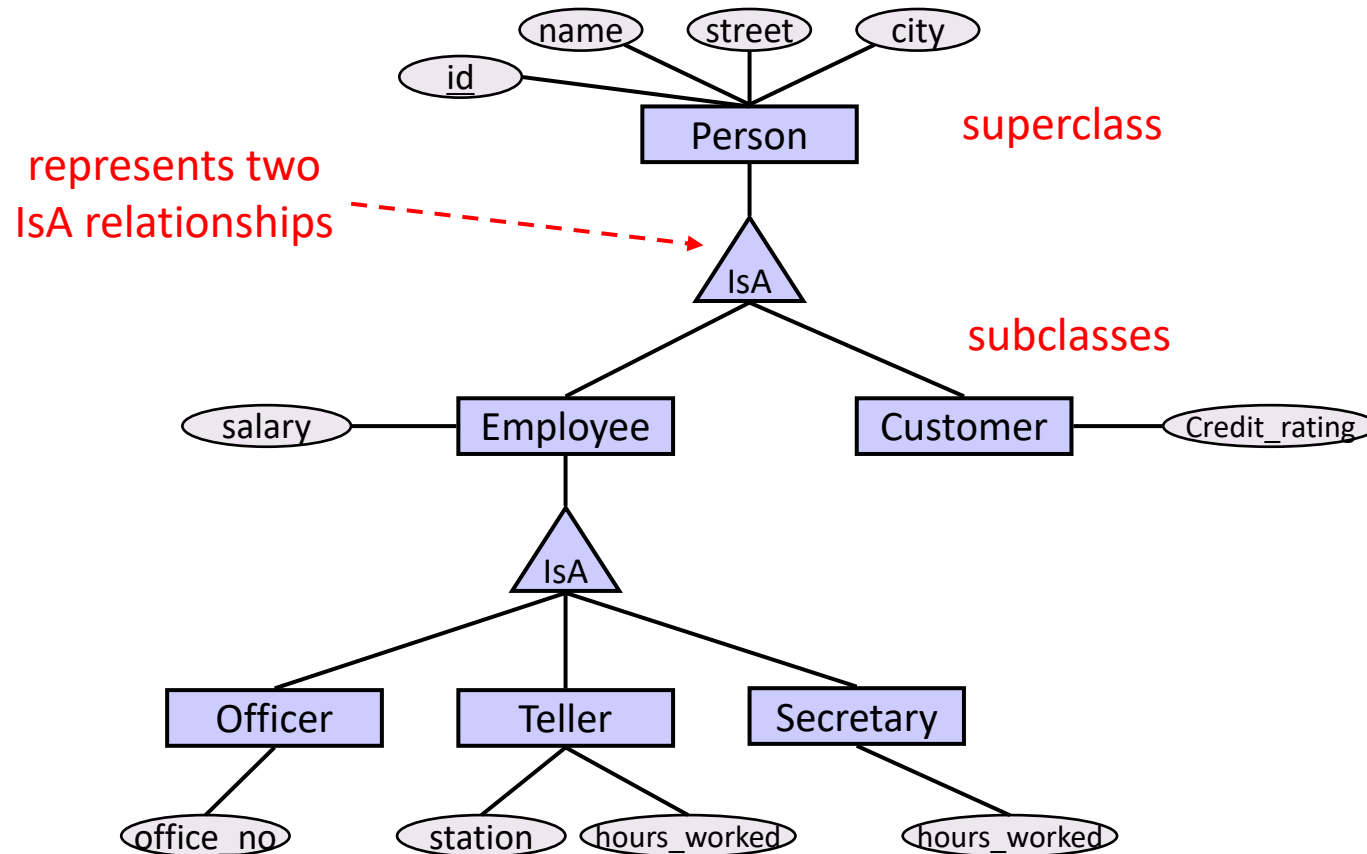 name
street
city
id
Person
superclass
represents two
IsA relationships
IsA
subclasses
salary
Employee
Customer
Credit_rating
IsA
Officer
Teller
Secretary
office_no
station
hours_worked
hours_worked